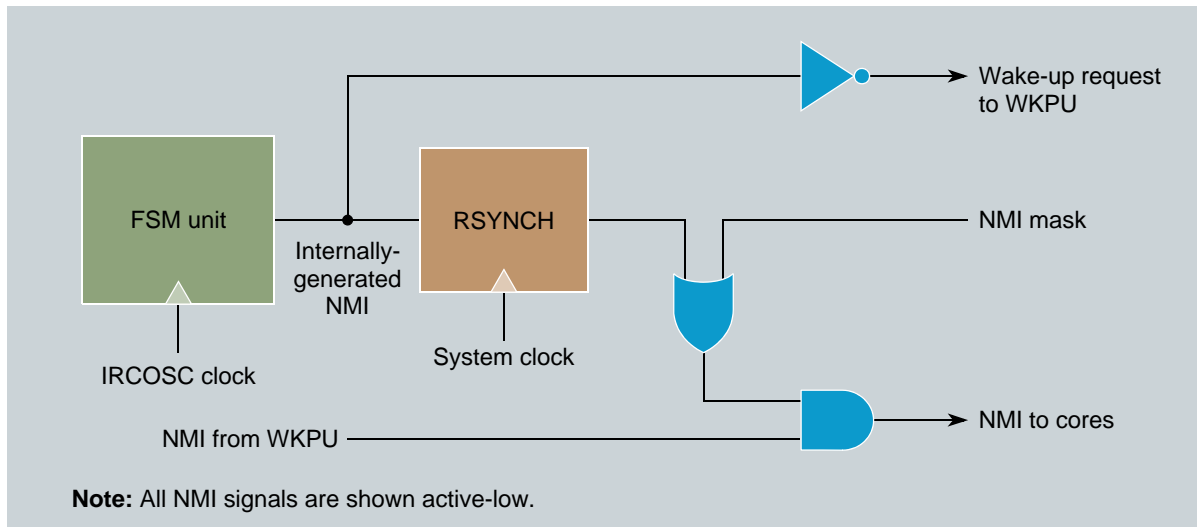 Wake-up request
to WKPU
FSM unit
RSYNCH
NMI mask
Internally-
generated
NMI
System clock
IRCOSC clock
NMI to cores
NMI from WKPU
Note: All NMI signals are shown active-low.